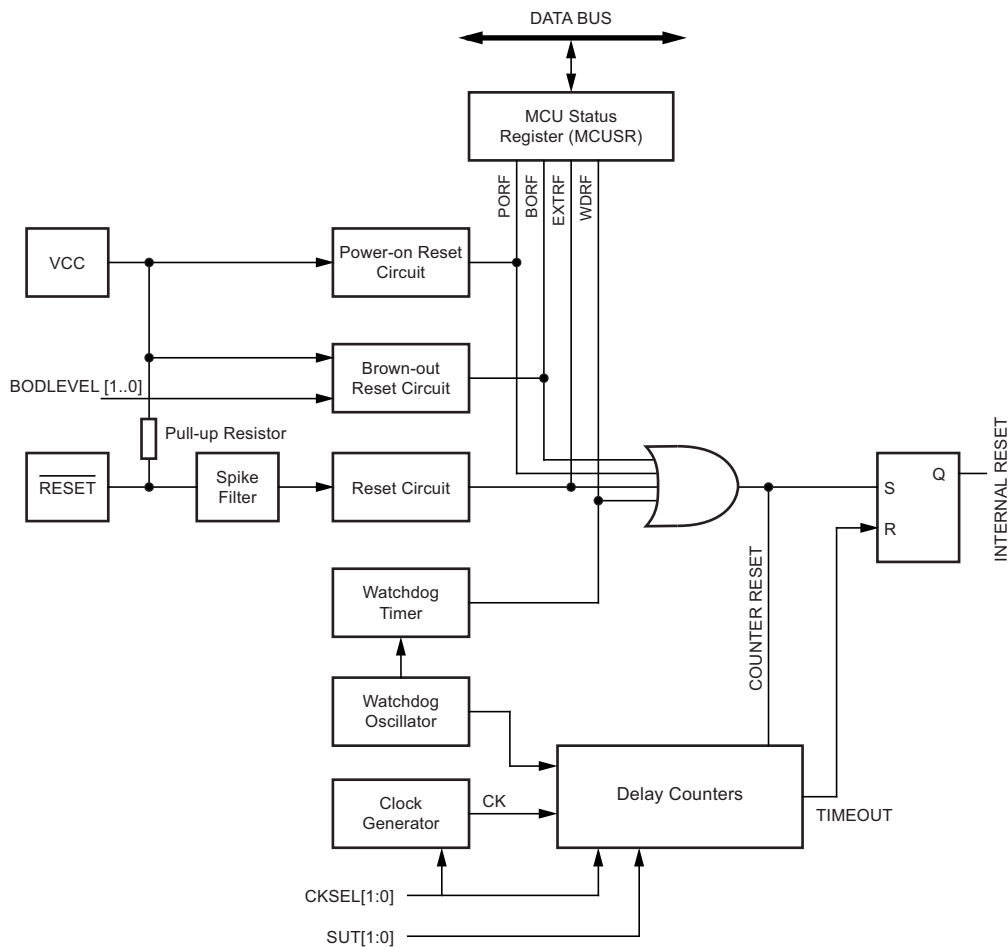 DATA BUS
MCU Status
Register (MCUSR)
PORF
BORF
EXTRF
WDRF
VCC
Power-on Reset
Circuit
Brown-out
Reset Circuit
BODLEVEL [1..0]
Pull-up Resistor
RESET
Spike
Filter
Reset Circuit
S
Q
R
INTERNAL RESET
Watchdog
Timer
COUNTER RESET
Watchdog
Oscillator
Clock
Generator
CK
Delay Counters
TIMEOUT
CKSEL[1:0]
SUT[1:0]